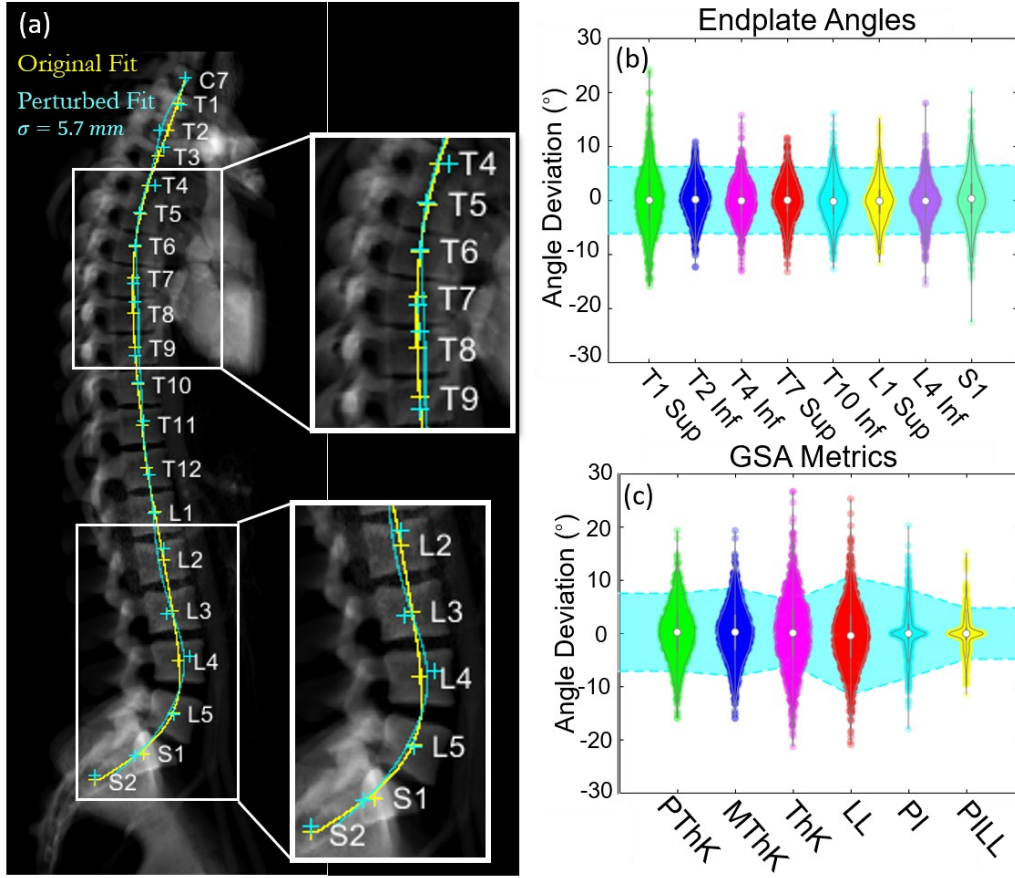 (a)
Original Fit
Perturbed Fit
σ = 5.7 mm
C7
T1
T2
T3
T4
T5
T6
T7
T8
T9
T10
T11
T12
L1
L2
L3
L4
L5
S1
S2
T4
T5
T6
T7
T8
T9
L2
L3
L4
L5
S1
S2
Endplate Angles
(b)
Angle Deviation (°)
30
20
10
0
-10
-20
-30
T1 Sup
T2 Inf
T4 Inf
T7 Sup
T10 Inf
L1 Sup
L4 Inf
S1
GSA Metrics
(c)
Angle Deviation (°)
30
20
10
0
-10
-20
-30
PThK
MThK
ThK
LL
PI
PILL